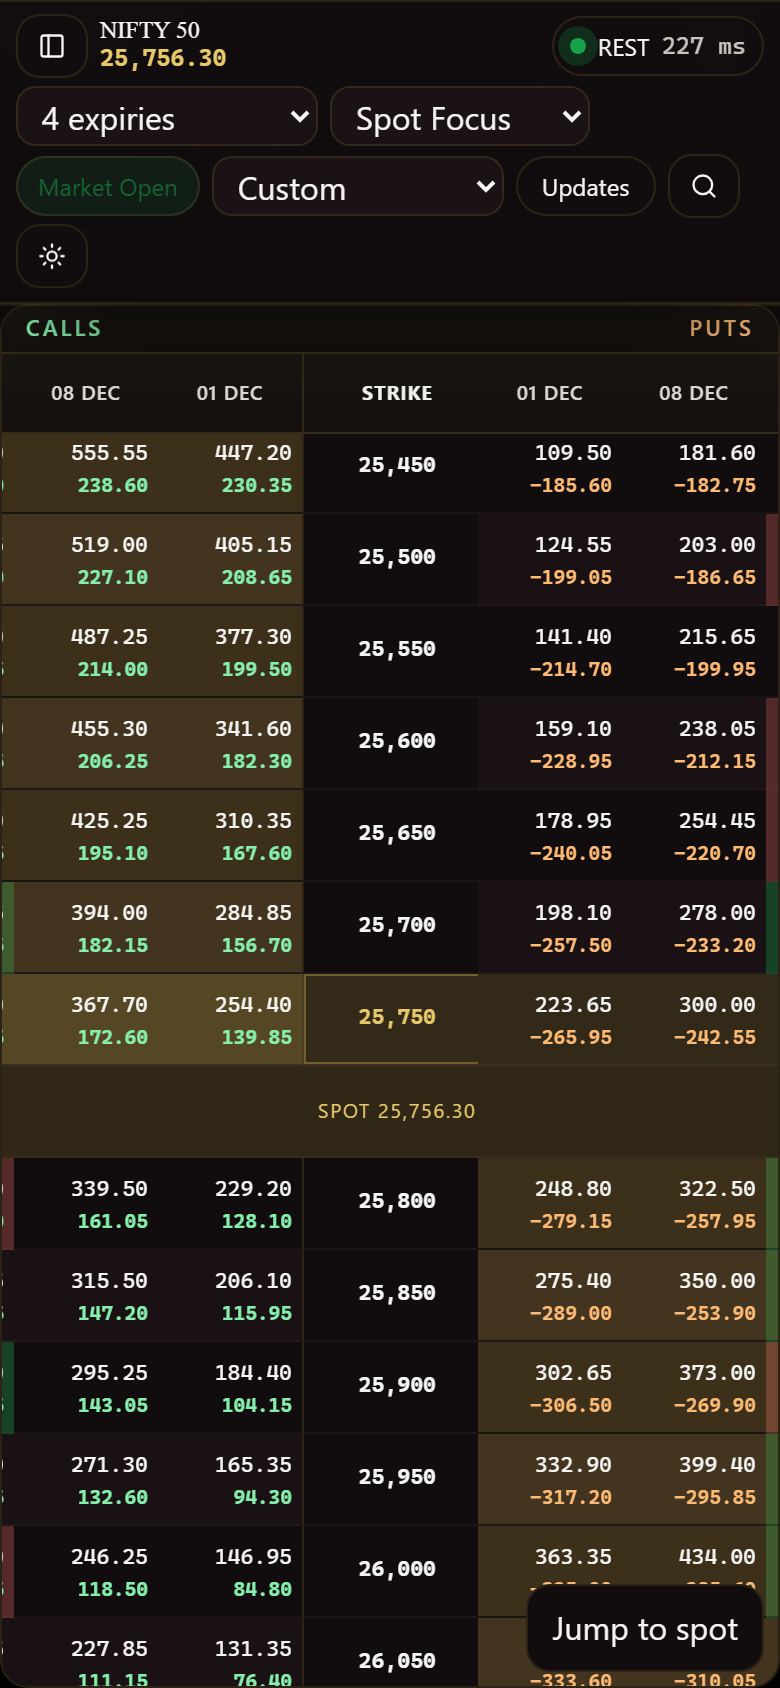 NIFTY 50
25,756.30
REST 227 ms
4 expiries Spot Focus
Market Open Custom Updates
CALLS PUTS
08 DEC 01 DEC STRIKE 01 DEC 08 DEC
555.55 447.20 25,450 109.50 181.60
238.60 230.35 −185.60 −182.75
519.00 405.15 25,500 124.55 203.00
227.10 208.65 −199.05 −186.65
487.25 377.30 25,550 141.40 215.65
214.00 199.50 −214.70 −199.95
455.30 341.60 25,600 159.10 238.05
206.25 182.30 −228.95 −212.15
425.25 310.35 25,650 178.95 254.45
195.10 167.60 −240.05 −220.70
394.00 284.85 25,700 198.10 278.00
182.15 156.70 −257.50 −233.20
367.70 254.40 25,750 223.65 300.00
172.60 139.85 −265.95 −242.55
SPOT 25,756.30
339.50 229.20 25,800 248.80 322.50
161.05 128.10 −279.15 −257.95
315.50 206.10 25,850 275.40 350.00
147.20 115.95 −289.00 −253.90
295.25 184.40 25,900 302.65 373.00
143.05 104.15 −306.50 −269.90
271.30 165.35 25,950 332.90 399.40
132.60 94.30 −317.20 −295.85
246.25 146.95 26,000 363.35 434.00
118.50 84.80
227.85 131.35 26,050
Jump to spot
111.15 76.40 −333.60 −310.05